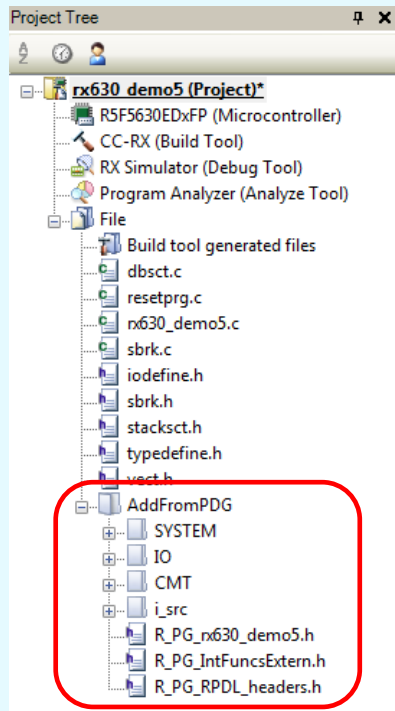 Project Tree
rx630_demo5 (Project)*
R5F5630EDxFP (Microcontroller)
CC-RX (Build Tool)
RX Simulator (Debug Tool)
Program Analyzer (Analyze Tool)
File
Build tool generated files
dbsct.c
resetprg.c
rx630_demo5.c
sbrk.c
iodefine.h
sbrk.h
stacksct.h
typedefine.h
vect.h
AddFromPDG
SYSTEM
IO
CMT
i_src
R_PG_rx630_demo5.h
R_PG_IntFuncsExtern.h
R_PG_RPDL_headers.h